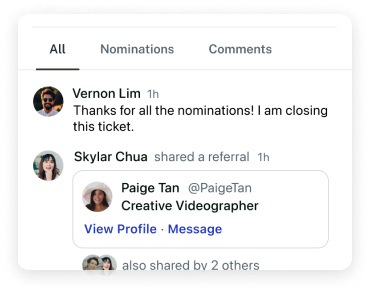 All Nominations Comments
Vernon Lim 1h
Thanks for all the nominations! I am closing
this ticket.
Skylar Chua shared a referral 1h
Paige Tan @PaigeTan
Creative Videographer
View Profile · Message
also shared by 2 others